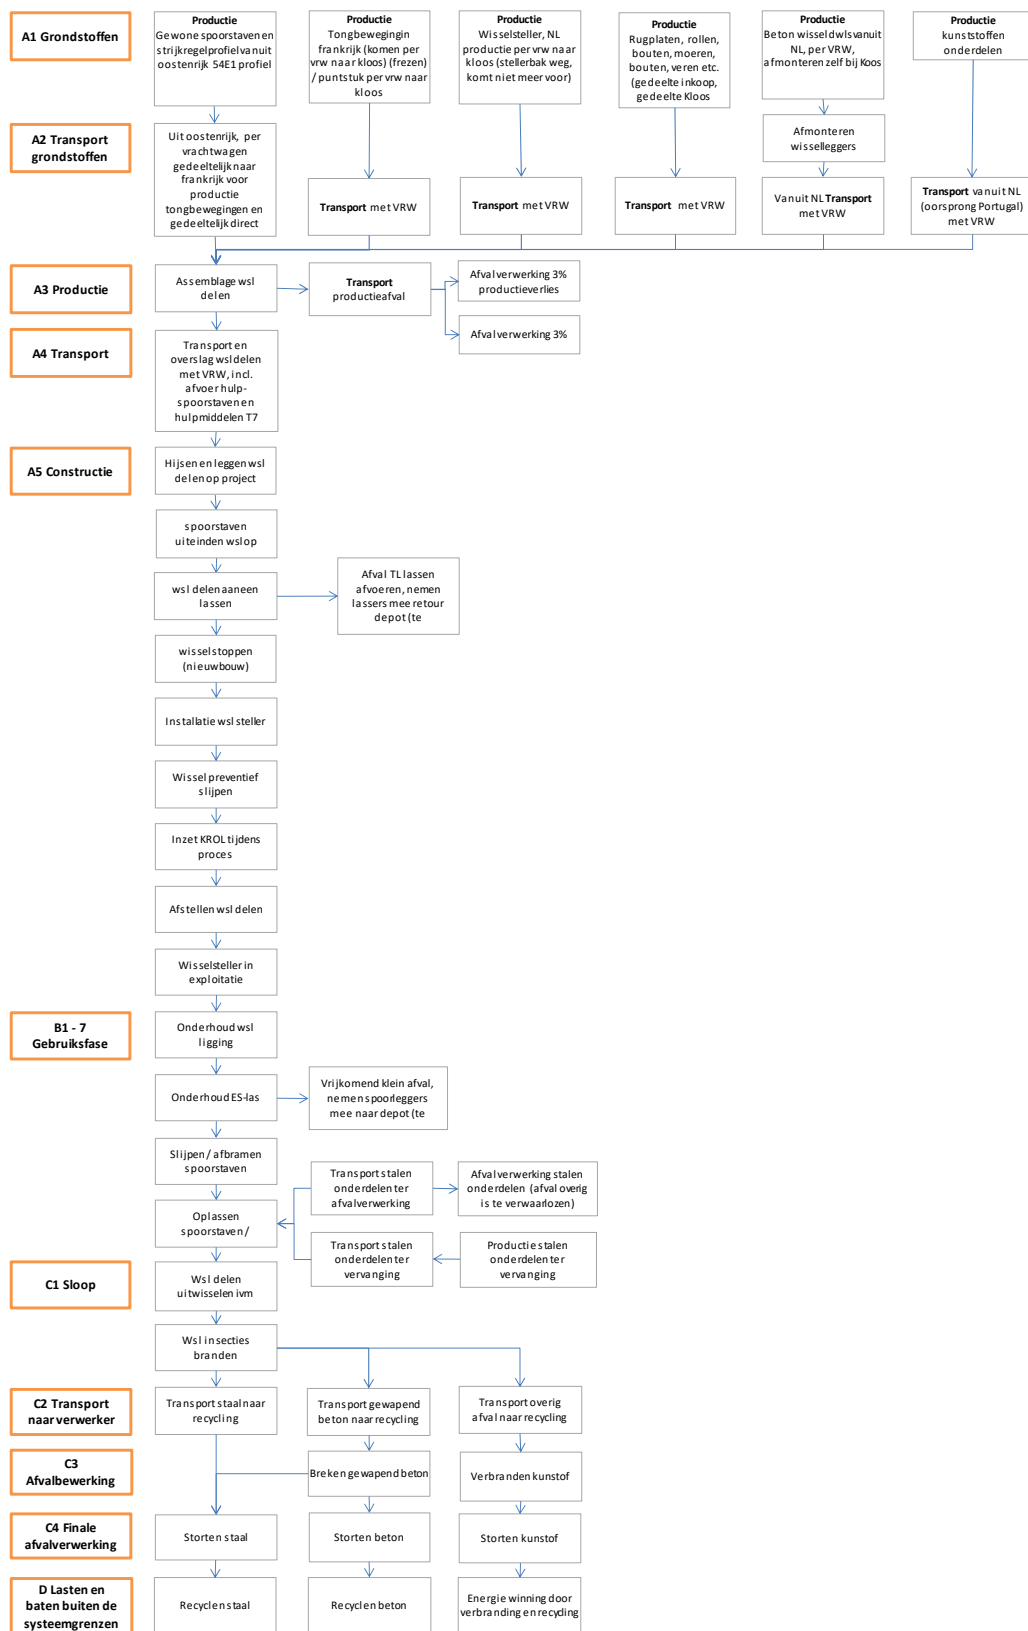 A1 Grondstoffen
Productie
Gewone spoorstaven en
strijkregelprofiel vanuit
oostenrijk 54E1 profiel
Productie
Tongbewegingin
frankrijk (komen per
vrw naar kloos) (frezen)
/ puntstuk per vrw naar
kloos
Productie
Wisselsteller, NL
productie per vrw naar
kloos (stellerbak weg,
komt niet meer voor)
Productie
Rugplaten, rollen,
bouten, moeren,
bouten, veren etc.
(gedeelte inkoop,
gedeelte Kloos
Productie
Beton wisseldwlsvanuit
NL, per VRW,
afmonteren zelf bij Koos
Productie
kunststoffen
onderdelen
A2 Transport
grondstoffen
Uit oostenrijk, per
vrachtwagen
gedeeltelijk naar
frankrijk voor
productie
tongbewegingen en
gedeeltelijk direct
Transport met VRW
Transport met VRW
Transport met VRW
Afmonteren
wisselleggers
Vanuit NL Transport
met VRW
Transport vanuit NL
(oorsprong Portugal)
met VRW
A3 Productie
Assemblage wsl
delen
Transport
productieafval
Afvalverwerking 3%
productieverlies
Afvalverwerking 3%
A4 Transport
Transport en
overslag wsl delen
met VRW, incl.
afvoer hulp-
spoorstaven en
hulpmiddelen T7
A5 Constructie
Hijsen en leggen wsl
delen op project
spoorstaven
uiteinden wsl op
wsl delen aaneen
lassen
Afval TL lassen
afvoeren, nemen
lassers mee retour
depot (te
wissel stoppen
(nieuwbouw)
Installatie wsl steller
Wissel preventief
slijpen
Inzet KROL tijdens
proces
Afstellen wsl delen
Wisselsteller in
exploitatie
B1 - 7
Gebruiksfase
Onderhoud wsl
ligging
Onderhoud ES-las
Vrijkomend klein afval,
nemen spoorleggers
mee naar depot (te
Slijpen / abramen
spoorstaven
Oplassen
spoorstaven /
Transport stalen
onderdelen ter
afvalverwerking
Afvalverwerking stalen
onderdelen (afval overig
is te verwaarlozen)
Transport stalen
onderdelen ter
vervanging
Productie stalen
onderdelen ter
vervanging
C1 Sloop
Wsl delen
uitwisselen ivm
Wsl in secties
branden
C2 Transport
naar verwerker
Transport staal naar
recycling
Transport gewapend
beton naar recycling
Transport overig
afval naar recycling
C3
Afvalbewerking
Breken gewapend beton
Verbranden kunstof
C4 Finale
afvalverwerking
Storten staal
Storten beton
Storten kunstof
D Lasten en
baten buiten de
systeemgrenzen
Recyclen staal
Recyclen beton
Energie winning door
verbranding en recycling